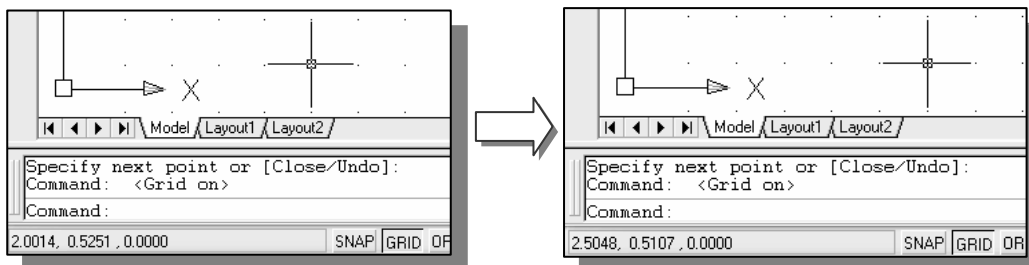 X
Model Layout1 Layout2
Specify next point or [Close/Undo]:
Command: <Grid on>
Command:
2.0014, 0.5251 , 0.0000 SNAP GRID OR
X
Model Layout1 Layout2
Specify next point or [Close/Undo]:
Command: <Grid on>
Command:
2.5048, 0.5107 , 0.0000 SNAP GRID OR